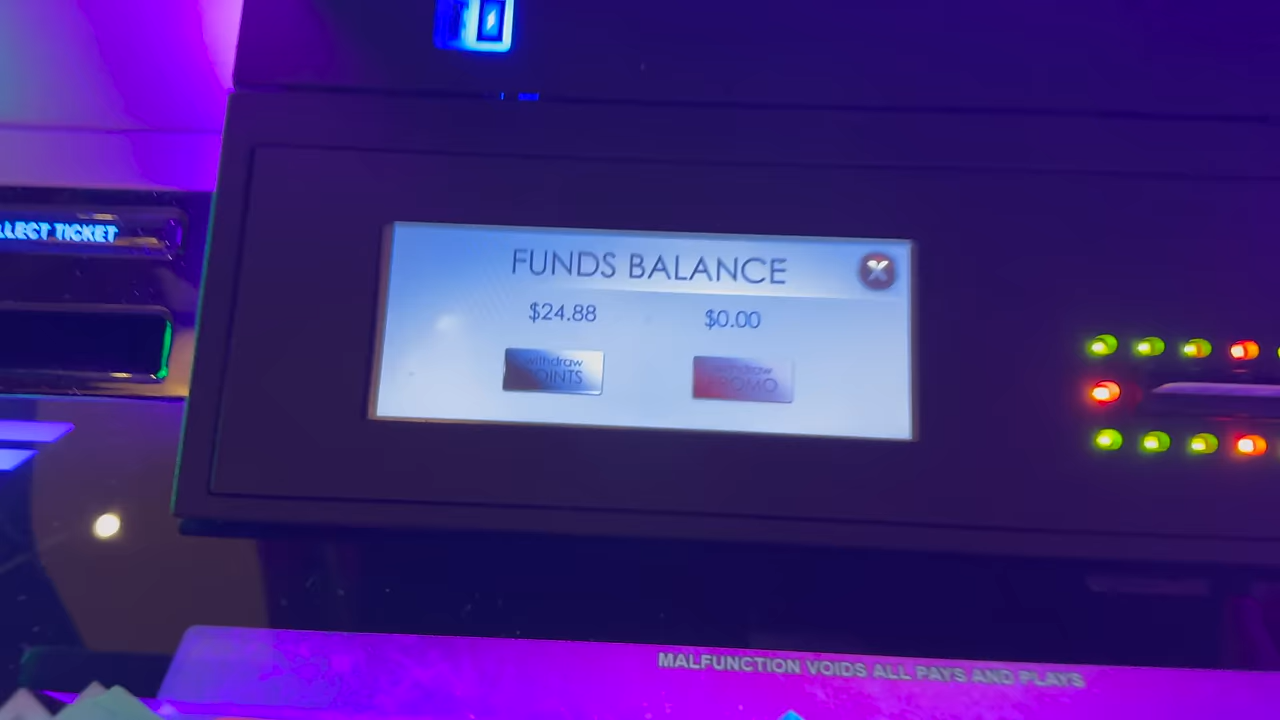 LLECT TICKET
FUNDS BALANCE
$24.88 $0.00
withdraw withdraw
POINTS PROMO
MALFUNCTION VOIDS ALL PAYS AND PLAYS